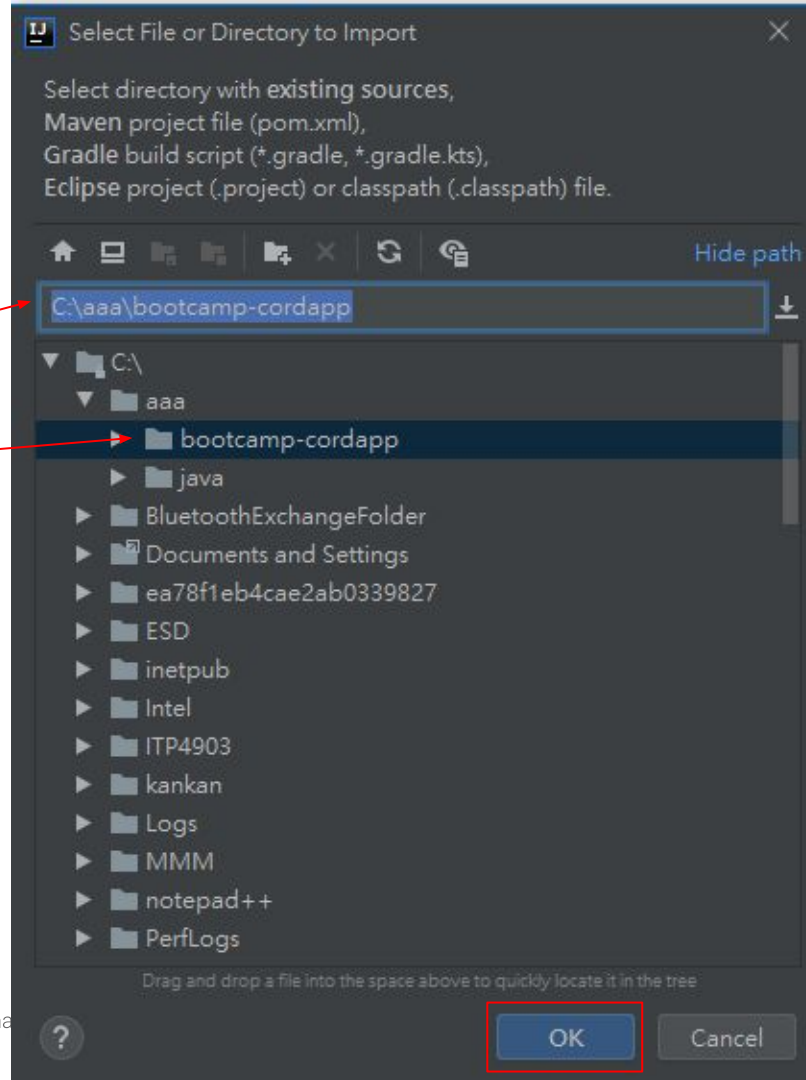 IJ
Select File or Directory to Import
Select directory with existing sources,
Maven project file (pom.xml),
Gradle build script (*.gradle, *.gradle.kts),
Eclipse project (.project) or classpath (.classpath) file.
Hide path
C:\aaa\bootcamp-cordapp
C:\
aaa
bootcamp-cordapp
java
BluetoothExchangeFolder
Documents and Settings
ea78f1eb4cae2ab0339827
ESD
inetpub
Intel
ITP4903
kankan
Logs
MMM
notepad++
PerfLogs
Drag and drop a file into the space above to quickly locate it in the tree
? OK Cancel